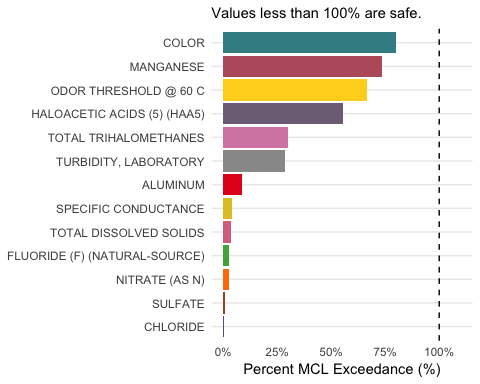 Values less than 100% are safe.
COLOR
MANGANESE
ODOR THRESHOLD @ 60 C
HALOACETIC ACIDS (5) (HAA5)
TOTAL TRIHALOMETHANES
TURBIDITY, LABORATORY
ALUMINUM
SPECIFIC CONDUCTANCE
TOTAL DISSOLVED SOLIDS
FLUORIDE (F) (NATURAL-SOURCE)
NITRATE (AS N)
SULFATE
CHLORIDE
0% 25% 50% 75% 100%
Percent MCL Exceedance (%)